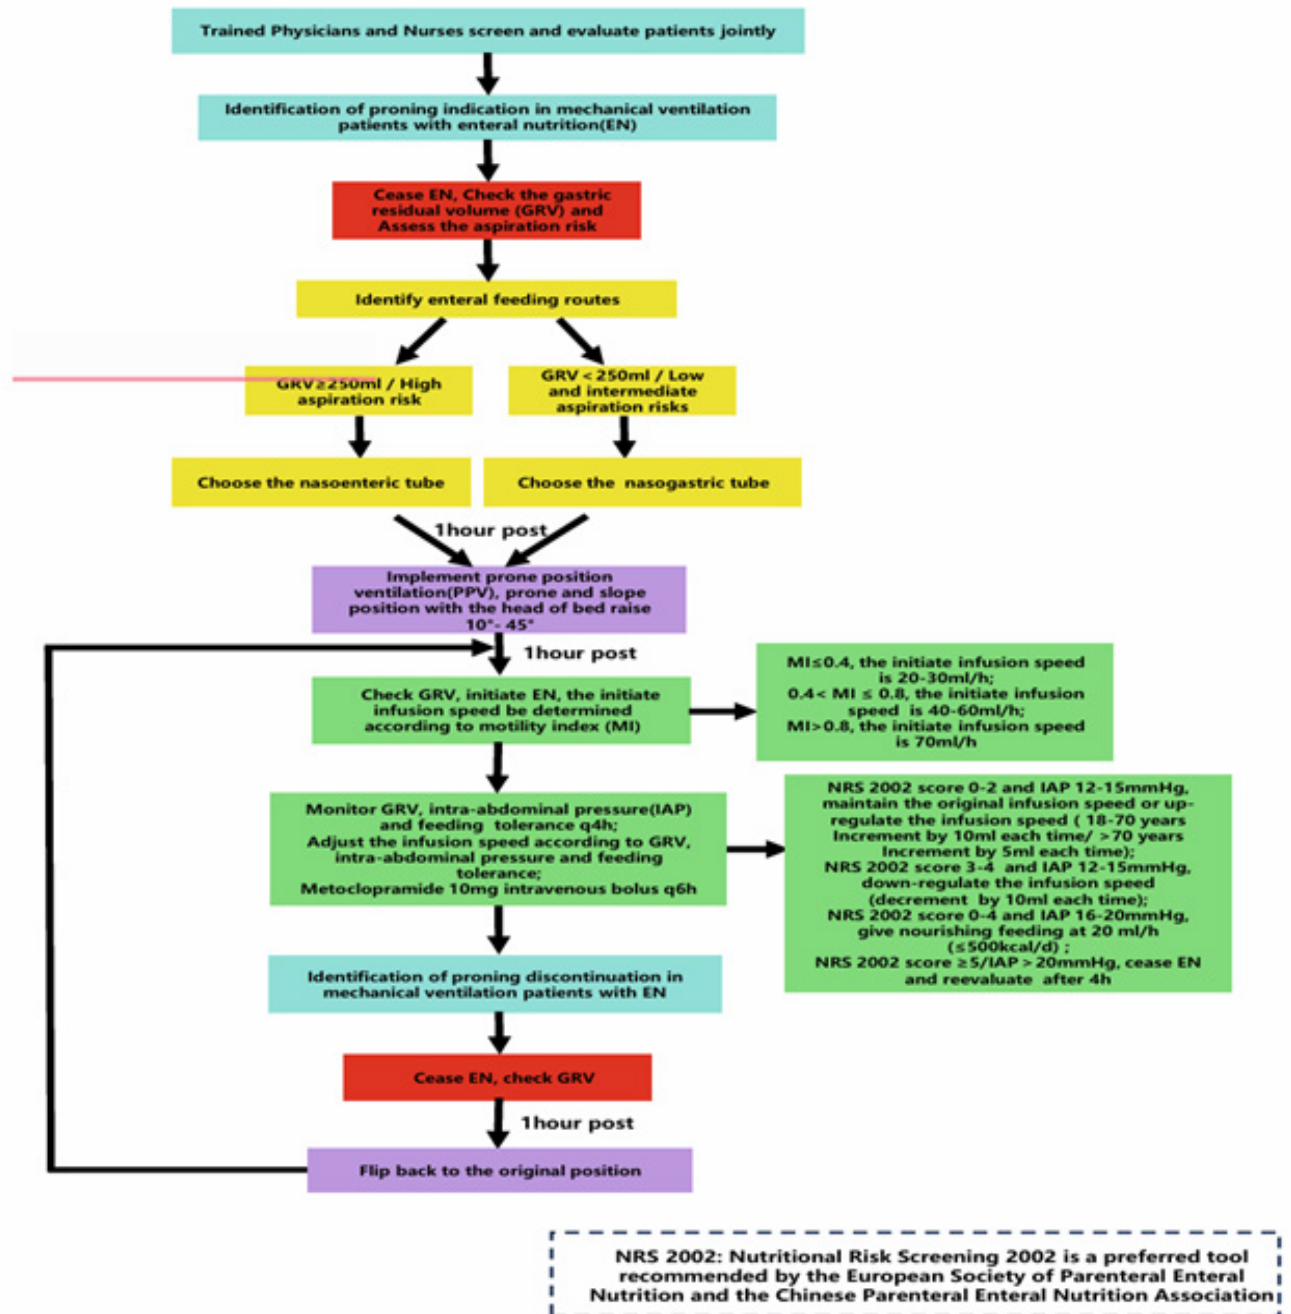 Trained Physicians and Nurses screen and evaluate patients jointly
Identification of proning indication in mechanical ventilation
patients with enteral nutrition(EN)
Cease EN, Check the gastric
residual volume (GRV) and
Assess the aspiration risk
Identify enteral feeding routes
GRV≥250ml / High
aspiration risk
GRV < 250ml / Low
and intermediate
aspiration risks
Choose the nasoenteric tube
Choose the nasogastric tube
1hour post
Implement prone position
ventilation(PPV), prone and slope
position with the head of bed raise
10°- 45°
1hour post
Check GRV, initiate EN, the initiate
infusion speed be determined
according to motility index (MI)
MI≤0.4, the initiate infusion speed
is 20-30ml/h;
0.4< MI ≤ 0.8, the initiate infusion
speed is 40-60ml/h;
MI>0.8, the initiate infusion speed
is 70ml/h
Monitor GRV, intra-abdominal pressure(IAP)
and feeding tolerance q4h;
Adjust the infusion speed according to GRV,
intra-abdominal pressure and feeding
tolerance;
Metoclopramide 10mg intravenous bolus q6h
NRS 2002 score 0-2 and IAP 12-15mmHg,
maintain the original infusion speed or up-
regulate the infusion speed ( 18-70 years
Increment by 10ml each time/ >70 years
Increment by 5ml each time);
NRS 2002 score 3-4 and IAP 12-15mmHg,
down-regulate the infusion speed
(decrement by 10ml each time);
NRS 2002 score 0-4 and IAP 16-20mmHg,
give nourishing feeding at 20 ml/h
(≤500kcal/d) ;
NRS 2002 score ≥5/IAP > 20mmHg, cease EN
and reevaluate after 4h
Identification of proning discontinuation in
mechanical ventilation patients with EN
Cease EN, check GRV
1hour post
Flip back to the original position
NRS 2002: Nutritional Risk Screening 2002 is a preferred tool
recommended by the European Society of Parenteral Enteral
Nutrition and the Chinese Parenteral Enteral Nutrition Association